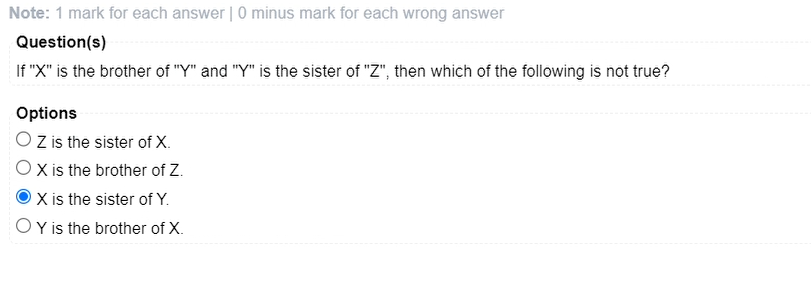 Note: 1 mark for each answer | 0 minus mark for each wrong answer
Question(s)
If "X" is the brother of "Y" and "Y" is the sister of "Z", then which of the following is not true?
Options
Z is the sister of X.
X is the brother of Z.
X is the sister of Y.
Y is the brother of X.